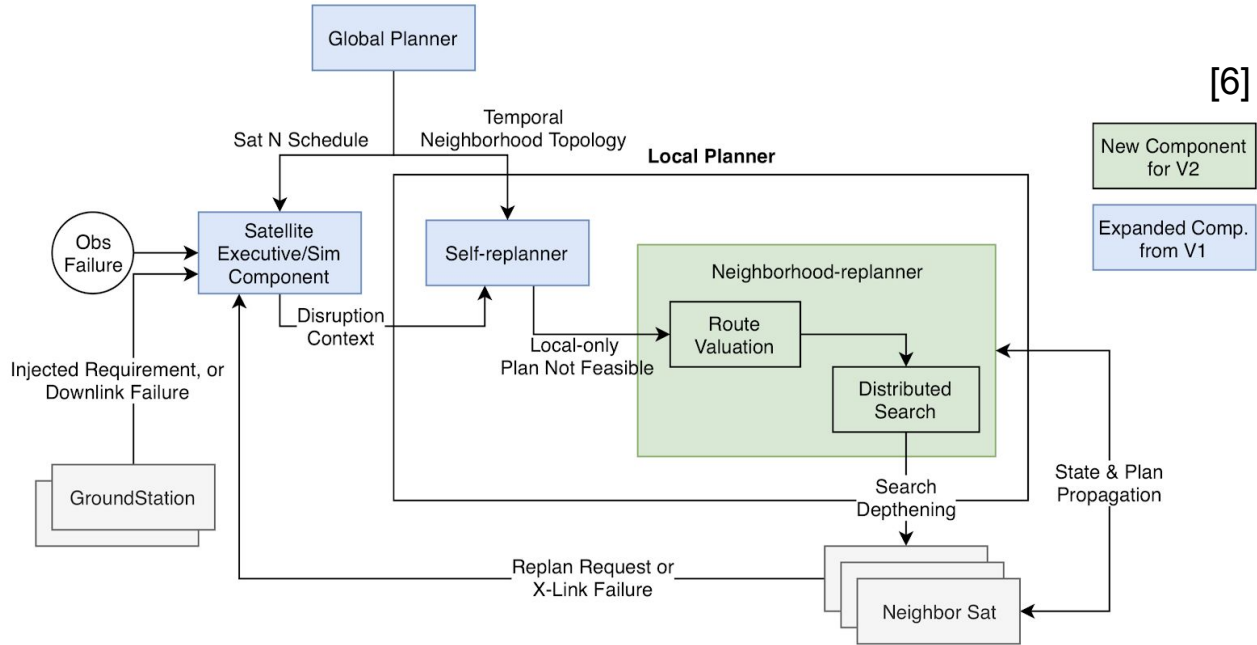 Global Planner
[6]
Temporal
Neighborhood Topology
Sat N Schedule
Local Planner
New Component
for V2
Expanded Comp.
from V1
Obs
Failure
Satellite
Executive/Sim
Component
Self-replanner
Neighborhood-replanner
Disruption
Context
Route
Valuation
Local-only
Plan Not Feasible
Injected Requirement, or
Downlink Failure
Distributed
Search
GroundStation
Search
Depthening
State & Plan
Propagation
Replan Request or
X-Link Failure
Neighbor Sat